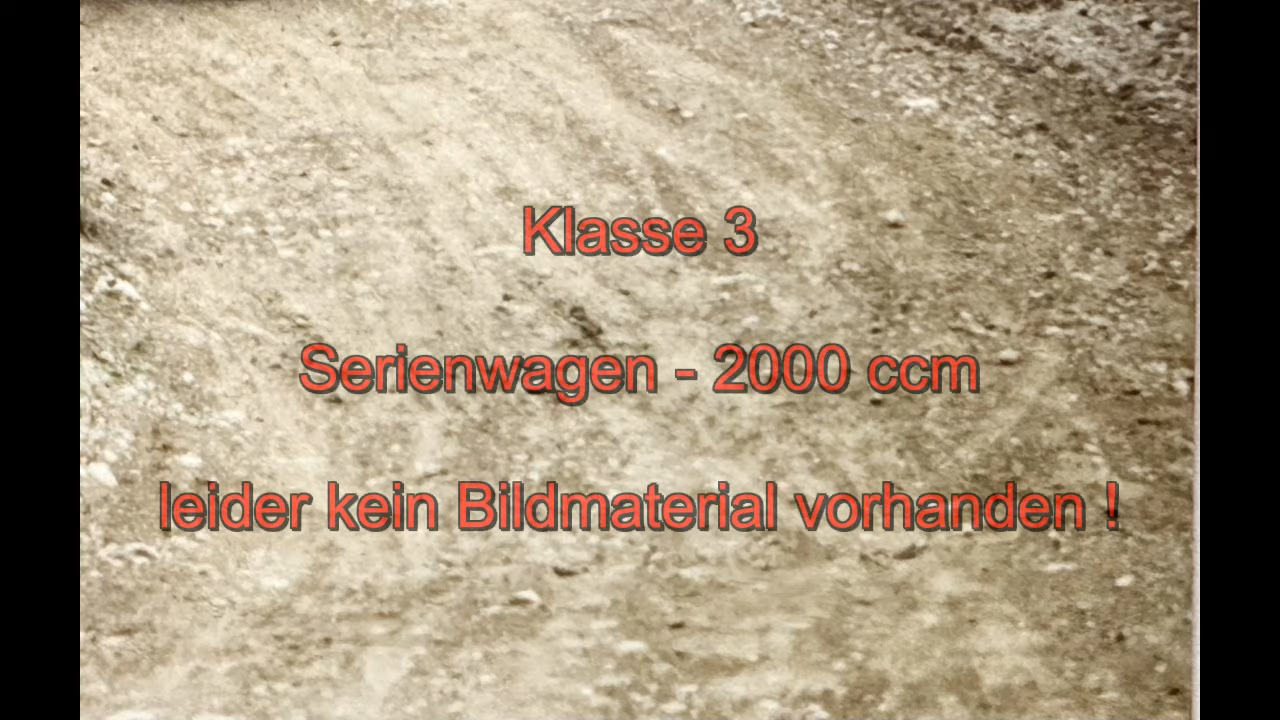 Klasse 3
Serienwagen - 2000 ccm
leider kein Bildmaterial vorhanden !